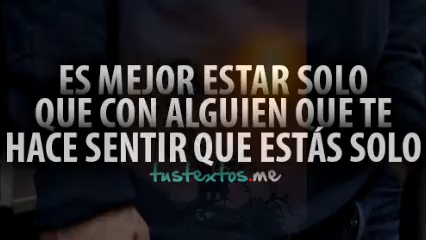 ES MEJOR ESTAR SOLO
QUE CON ALGUIEN QUE TE
HACE SENTIR QUE ESTÁS SOLO
tustextos.me